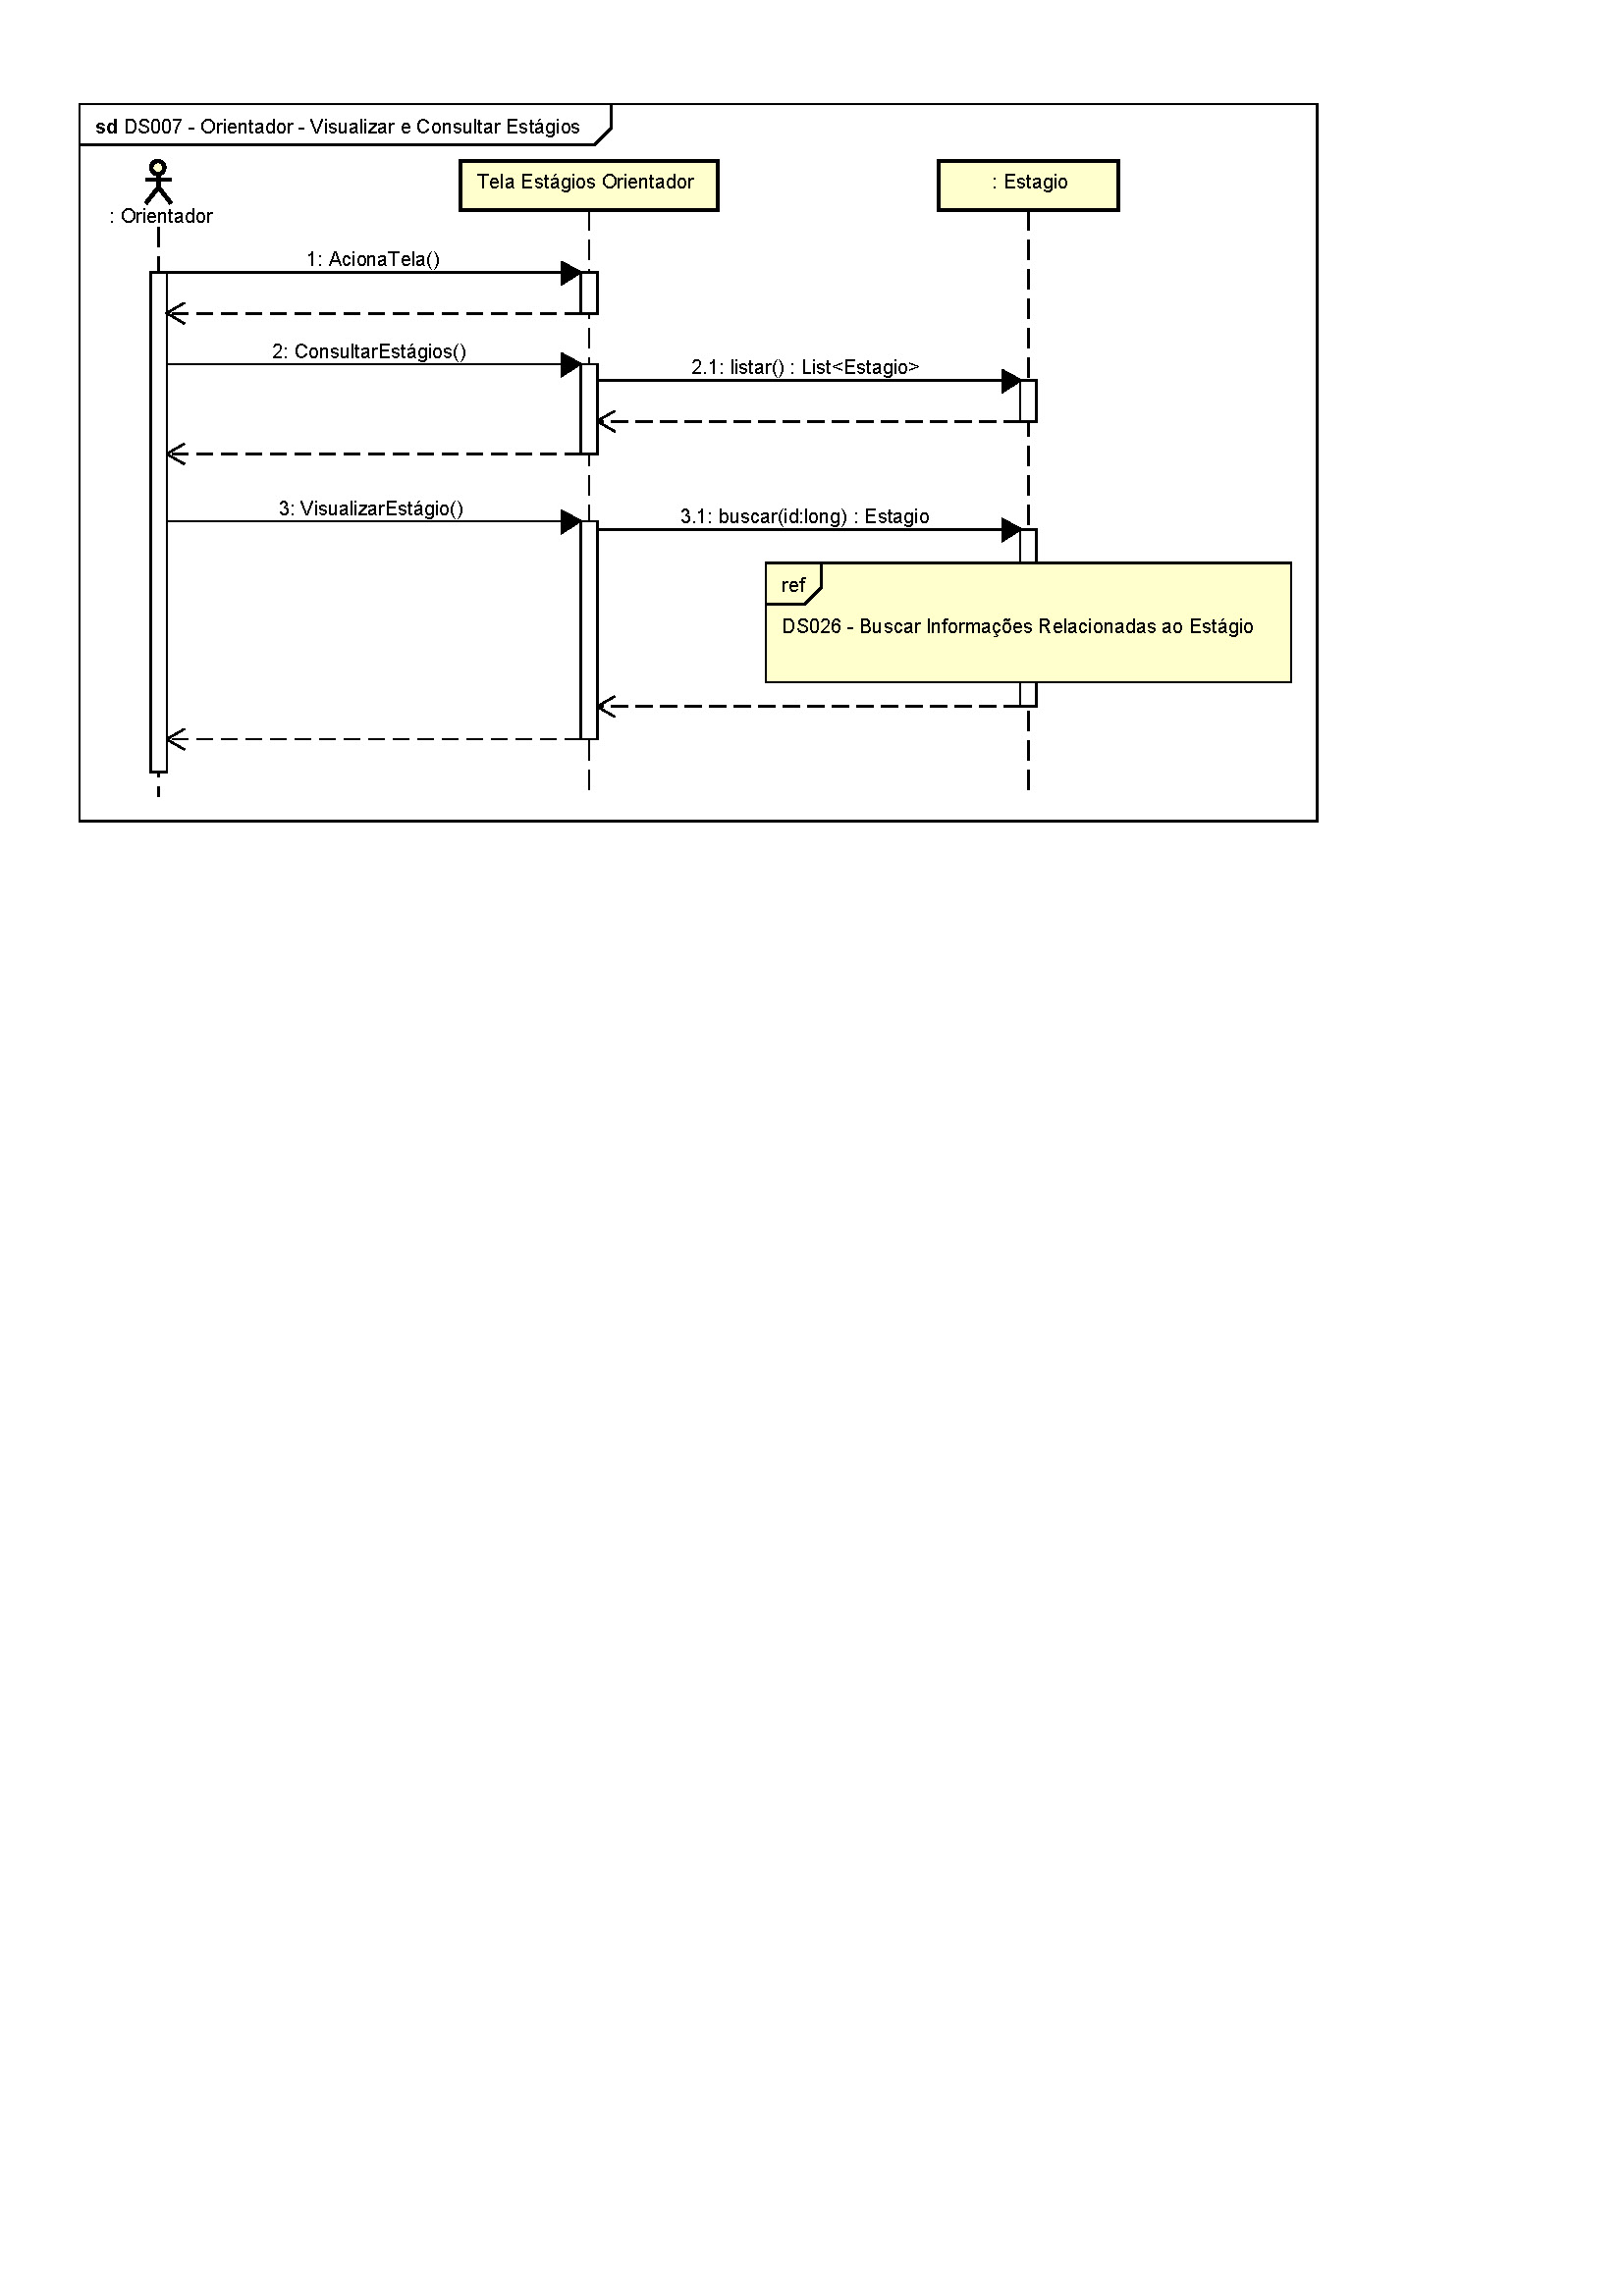 sd DS007 - Orientador - Visualizar e Consultar Estágios
: Orientador
Tela Estágios Orientador
: Estagio
1: AcionaTela()
2: ConsultarEstágios()
2.1: listar() : List<Estagio>
3: VisualizarEstágio()
3.1: buscar(id:long) : Estagio
ref
DS026 - Buscar Informações Relacionadas ao Estágio